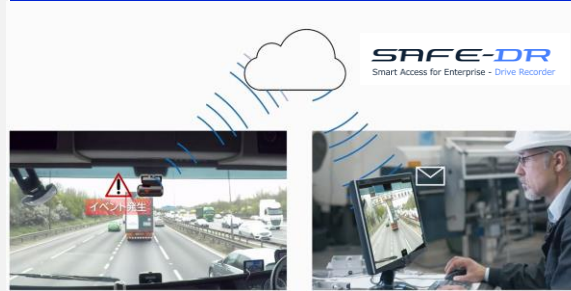 SAFE-DR
Smart Access for Enterprise - Drive Recorder
イベント発生